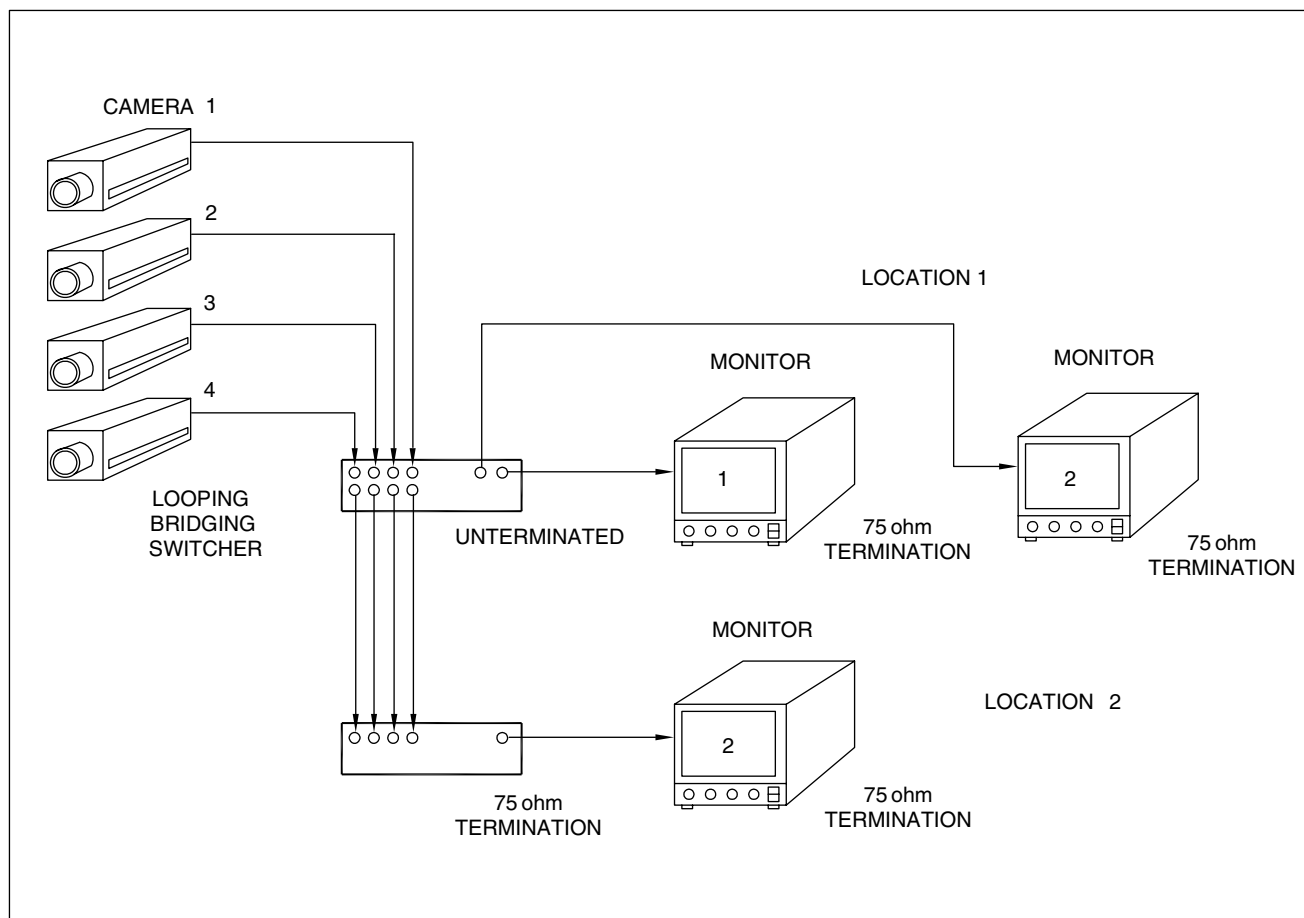 CAMERA 1
2
3
4
LOOPING
BRIDGING
SWITCHER
UNTERMINATED
LOCATION 1
MONITOR
1
75 ohm
TERMINATION
MONITOR
2
75 ohm
TERMINATION
MONITOR
2
75 ohm
TERMINATION
75 ohm
TERMINATION
LOCATION 2